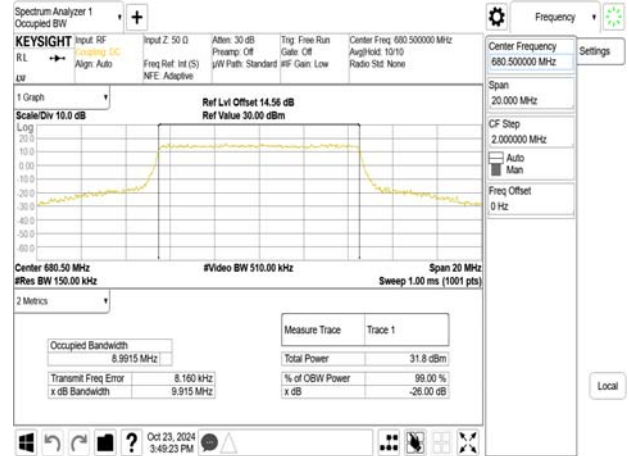 Spectrum Analyzer 1
Occupied BW
Frequency
KEYSIGHT
RL
Input: RF
Coupling: DC
Align: Auto
Input Z: 50 Ω
Freq Ref: Int (S)
NFE: Adaptive
Atten: 30 dB
Preamp: Off
µW Path: Standard
Trig: Free Run
Gate: Off
#IF Gain: Low
Center Freq: 680.500000 MHz
Avg|Hold: 10/10
Radio Std: None
Center Frequency
680.500000 MHz
Settings
Span
20.000 MHz
CF Step
2.000000 MHz
Auto
Man
Freq Offset
0 Hz
Local
1 Graph
Scale/Div 10.0 dB
Ref Lvl Offset 14.56 dB
Ref Value 30.00 dBm
Log
20.0
10.0
0.00
-10.0
-20.0
-30.0
-40.0
-50.0
-60.0
Center 680.50 MHz
#Res BW 150.00 kHz
#Video BW 510.00 kHz
Span 20 MHz
Sweep 1.00 ms (1001 pts)
2 Metrics
Measure Trace Trace 1
Occupied Bandwidth
8.9915 MHz
Total Power 31.8 dBm
Transmit Freq Error 8.160 kHz
% of OBW Power 99.00 %
x dB Bandwidth 9.915 MHz
x dB -26.00 dB
?
Oct 23, 2024
3:49:23 PM